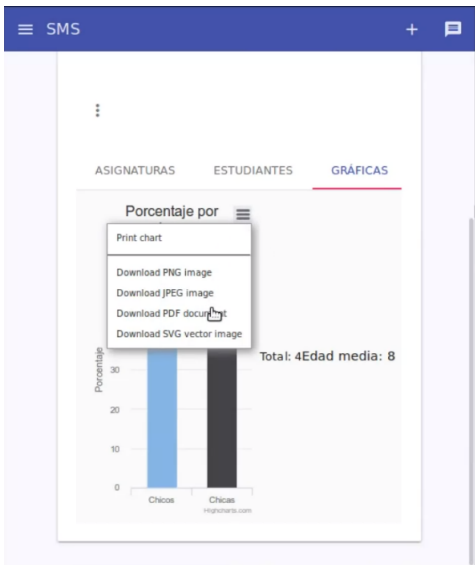 SMS
ASIGNATURAS ESTUDIANTES GRÁFICAS
Porcentaje por
Print chart
Download PNG image
Download JPEG image
Download PDF document
Download SVG vector image
Total: 4Edad media: 8
Porcentaje
30
20
10
0
Chicos Chicas
Highcharts.com